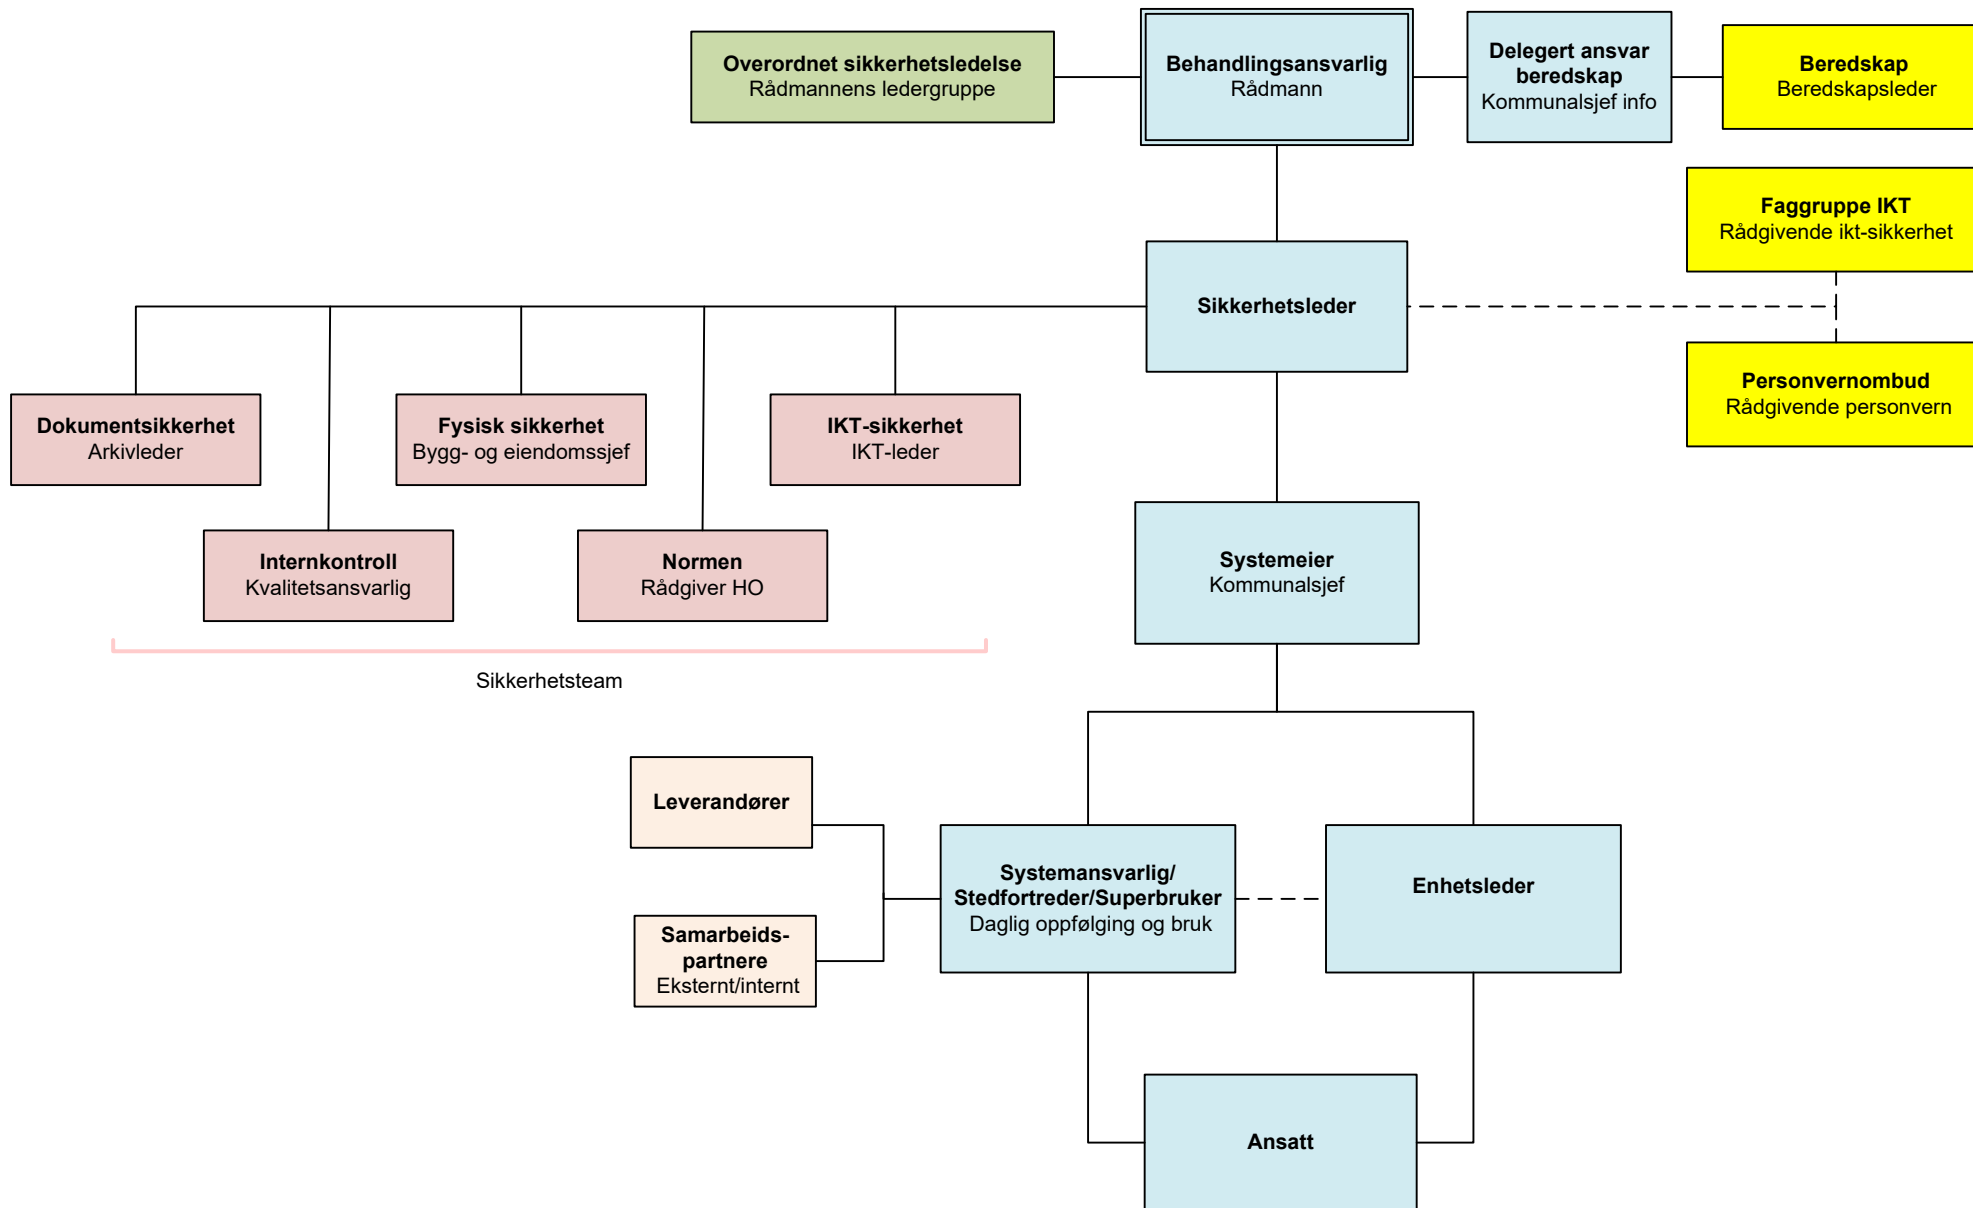 Overordnet sikkerhetsledelse
Rådmannens ledergruppe
Behandlingsansvarlig
Rådmann
Delegert ansvar
beredskap
Kommunalsjef info
Beredskap
Beredskapsleder
Faggruppe IKT
Rådgivende ikt-sikkerhet
Sikkerhetsleder
Personvernombud
Rådgivende personvern
Dokumentsikkerhet
Arkivleder
Fysisk sikkerhet
Bygg- og eiendomssjef
IKT-sikkerhet
IKT-leder
Internkontroll
Kvalitetsansvarlig
Normen
Rådgiver HO
Systemeier
Kommunalsjef
Sikkerhetsteam
Leverandører
Systemansvarlig/
Stedfortreder/Superbruker
Daglig oppfølging og bruk
Enhetsleder
Samarbeids-
partnere
Eksternt/internt
Ansatt